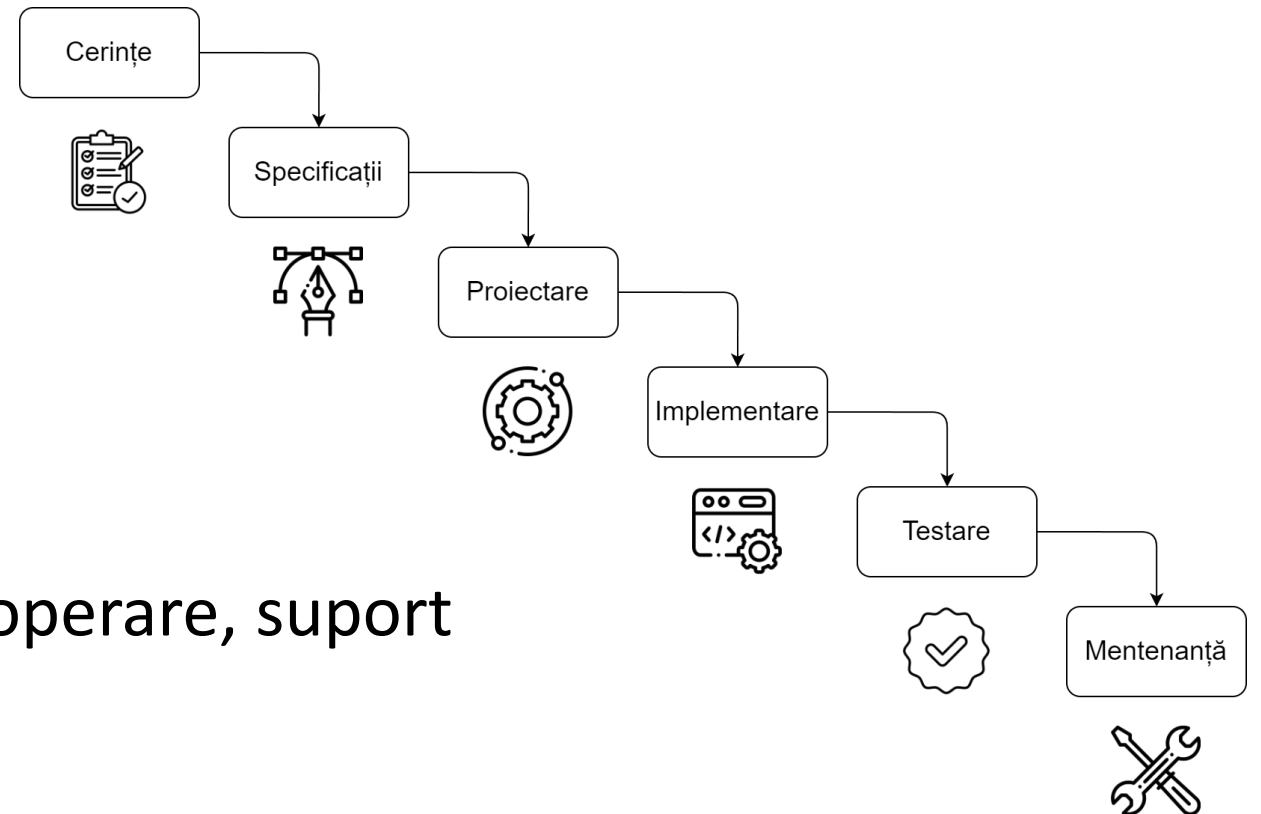 Cerințe
Specificații
Proiectare
Implementare
Testare
operare, suport
Mentenanță